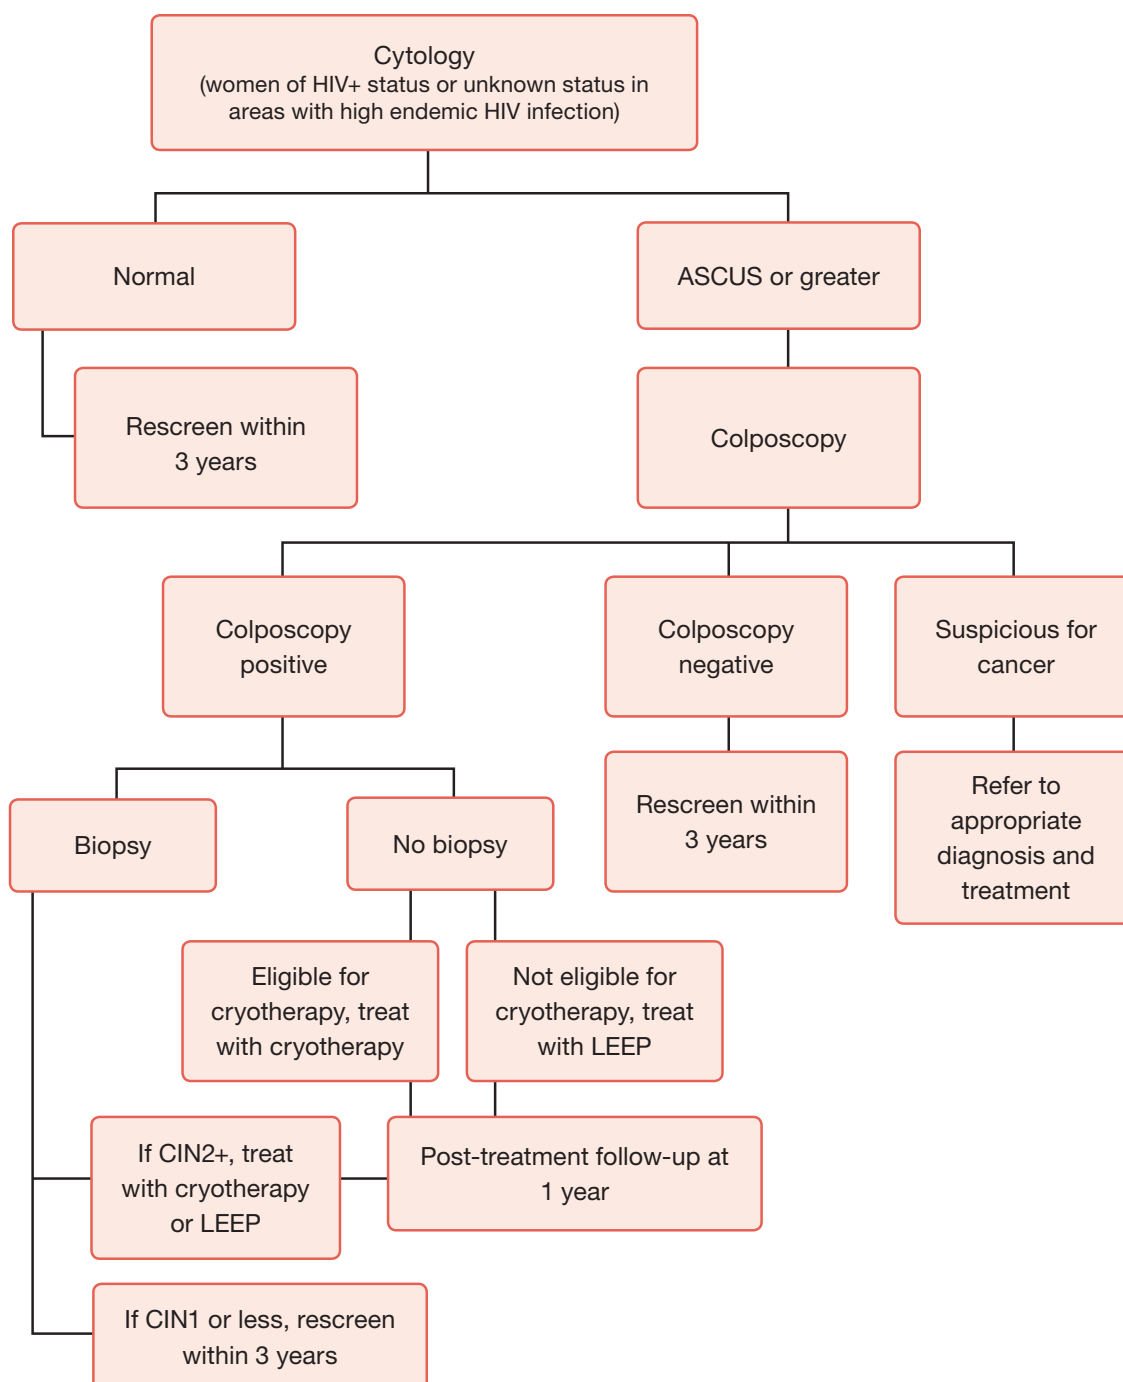 Cytology
(women of HIV+ status or unknown status in
areas with high endemic HIV infection)
Normal
ASCUS or greater
Rescreen within
3 years
Colposcopy
Colposcopy
positive
Colposcopy
negative
Suspicious for
cancer
Biopsy
No biopsy
Rescreen within
3 years
Refer to
appropriate
diagnosis and
treatment
Eligible for
cryotherapy, treat
with cryotherapy
Not eligible for
cryotherapy, treat
with LEEP
If CIN2+, treat
with cryotherapy
or LEEP
Post-treatment follow-up at
1 year
If CIN1 or less, rescreen
within 3 years